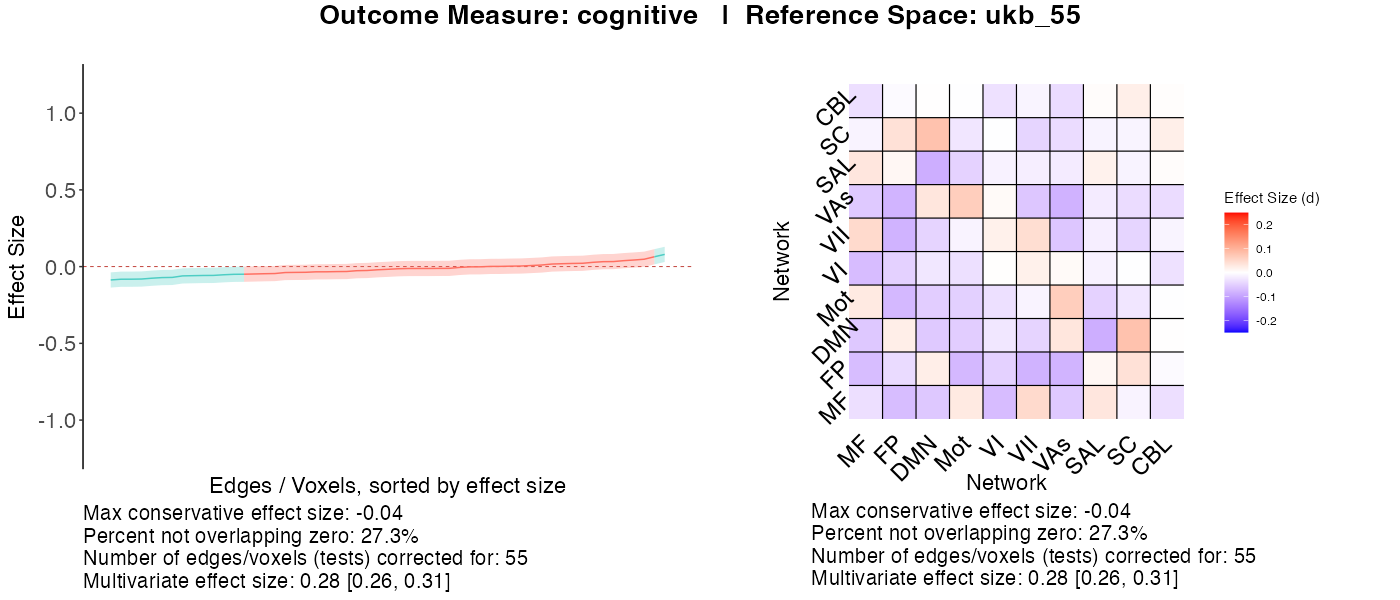 Outcome Measure: cognitive | Reference Space: ukb_55
Effect Size
1.0
0.5
0.0
-0.5
-1.0
Edges / Voxels, sorted by effect size
Max conservative effect size: -0.04
Percent not overlapping zero: 27.3%
Number of edges/voxels (tests) corrected for: 55
Multivariate effect size: 0.28 [0.26, 0.31]
Network
CBL
SC
SAL
VAs
VII
VI
Mot
DMN
FP
MF
MF
FP
DMN
Mot
VI
VII
VAs
SAL
SC
CBL
Network
Effect Size (d)
0.2
0.1
0.0
-0.1
-0.2
Max conservative effect size: -0.04
Percent not overlapping zero: 27.3%
Number of edges/voxels (tests) corrected for: 55
Multivariate effect size: 0.28 [0.26, 0.31]